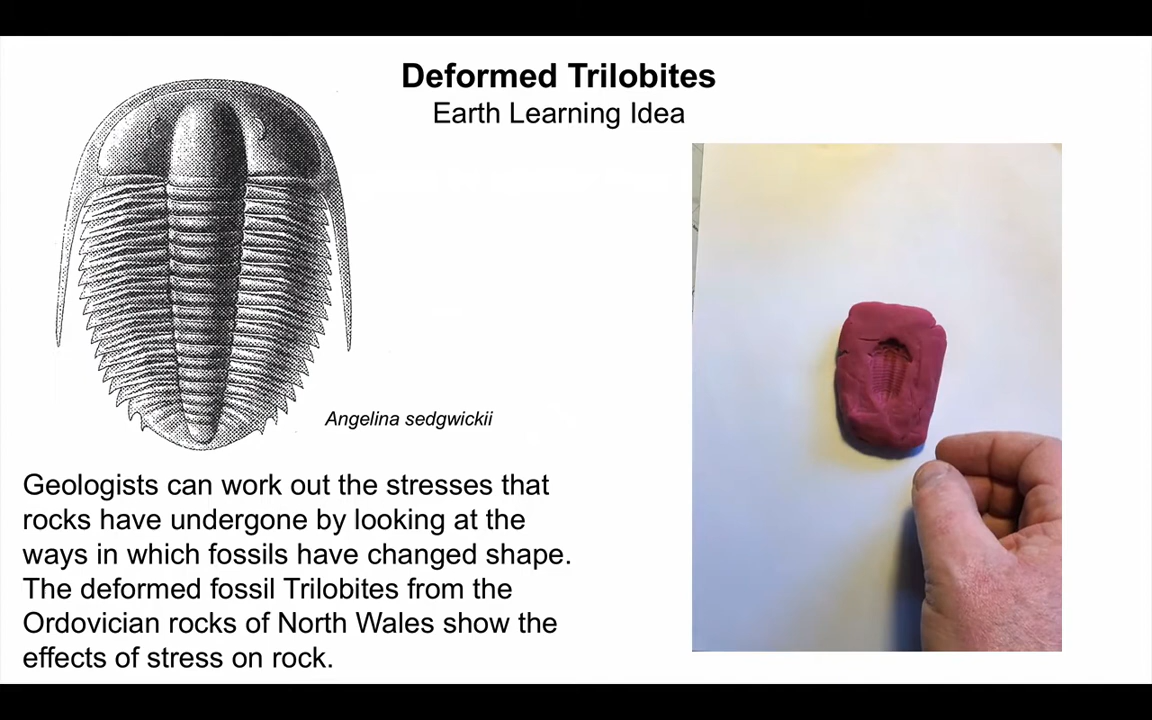 Deformed Trilobites
Earth Learning Idea
Angelina sedgwickii
Geologists can work out the stresses that
rocks have undergone by looking at the
ways in which fossils have changed shape.
The deformed fossil Trilobites from the
Ordovician rocks of North Wales show the
effects of stress on rock.